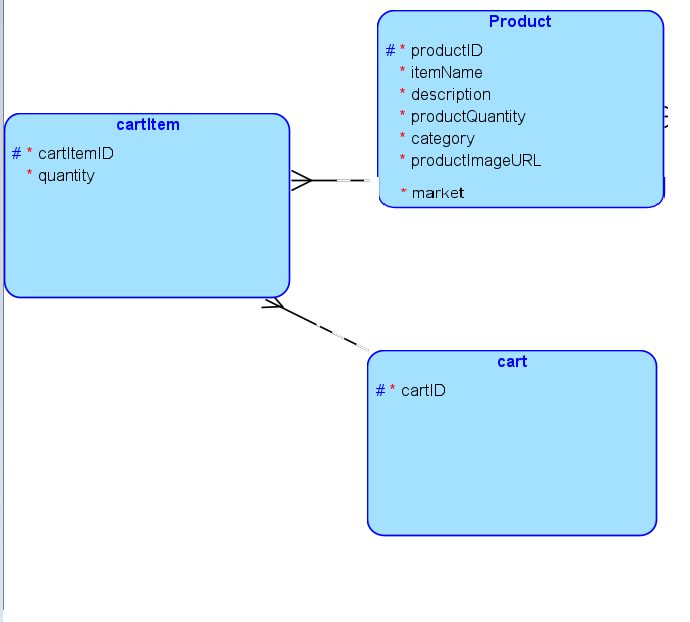 Product
# * productID
* itemName
* description
* productQuantity
* category
* productImageURL
* market
cartItem
# * cartItemID
* quantity
cart
# * cartID